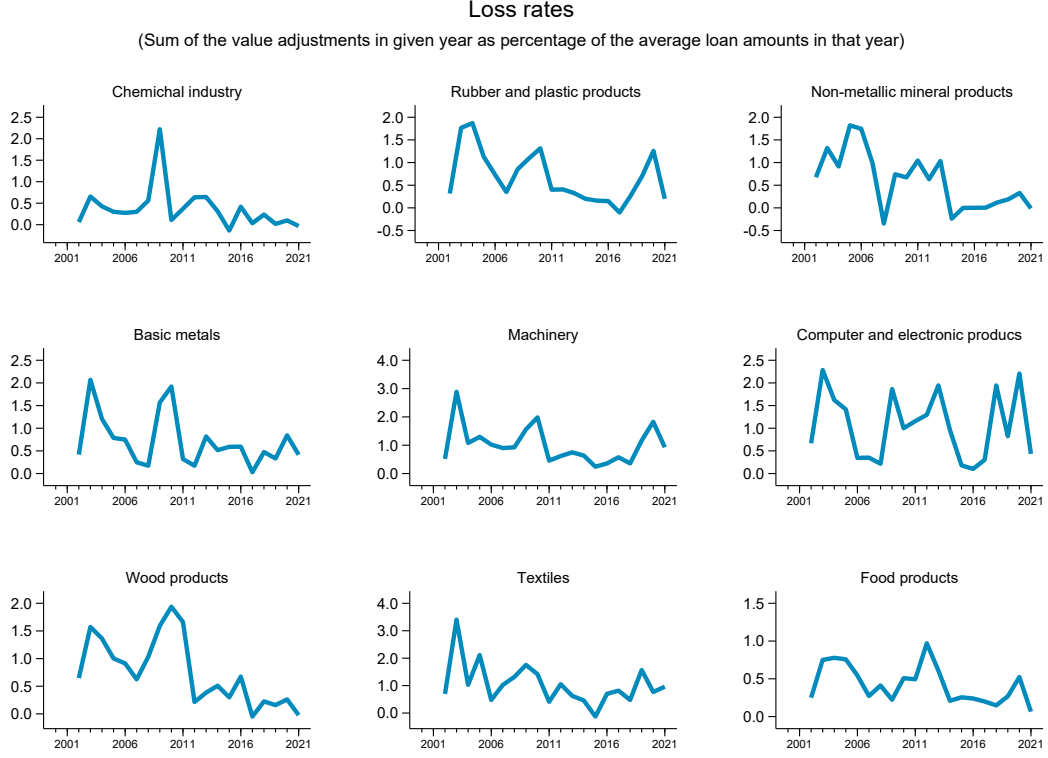 Loss rates
(Sum of the value adjustments in given year as percentage of the average loan amounts in that year)
Chemichal industry
2.5
2.0
1.5
1.0
0.5
0.0
2001 2006 2011 2016 2021
Rubber and plastic products
2.0
1.5
1.0
0.5
0.0
-0.5
2001 2006 2011 2016 2021
Non-metallic mineral products
2.0
1.5
1.0
0.5
0.0
-0.5
2001 2006 2011 2016 2021
Basic metals
2.5
2.0
1.5
1.0
0.5
0.0
2001 2006 2011 2016 2021
Machinery
4.0
3.0
2.0
1.0
0.0
2001 2006 2011 2016 2021
Computer and electronic producs
2.5
2.0
1.5
1.0
0.5
0.0
2001 2006 2011 2016 2021
Wood products
2.0
1.5
1.0
0.5
0.0
2001 2006 2011 2016 2021
Textiles
4.0
3.0
2.0
1.0
0.0
2001 2006 2011 2016 2021
Food products
1.5
1.0
0.5
0.0
2001 2006 2011 2016 2021